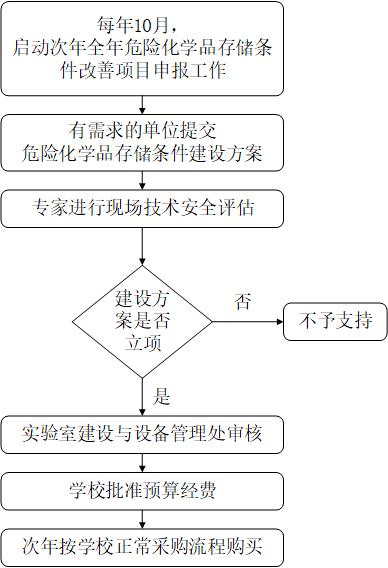 每年10月，
启动次年全年危险化学品存储条
件改善项目申报工作
有需求的单位提交
危险化学品存储条件建设方案
专家进行现场技术安全评估
建设方
案是否
立项
否
不予支持
是
实验室建设与设备管理处审核
学校批准预算经费
次年按学校正常采购流程购买